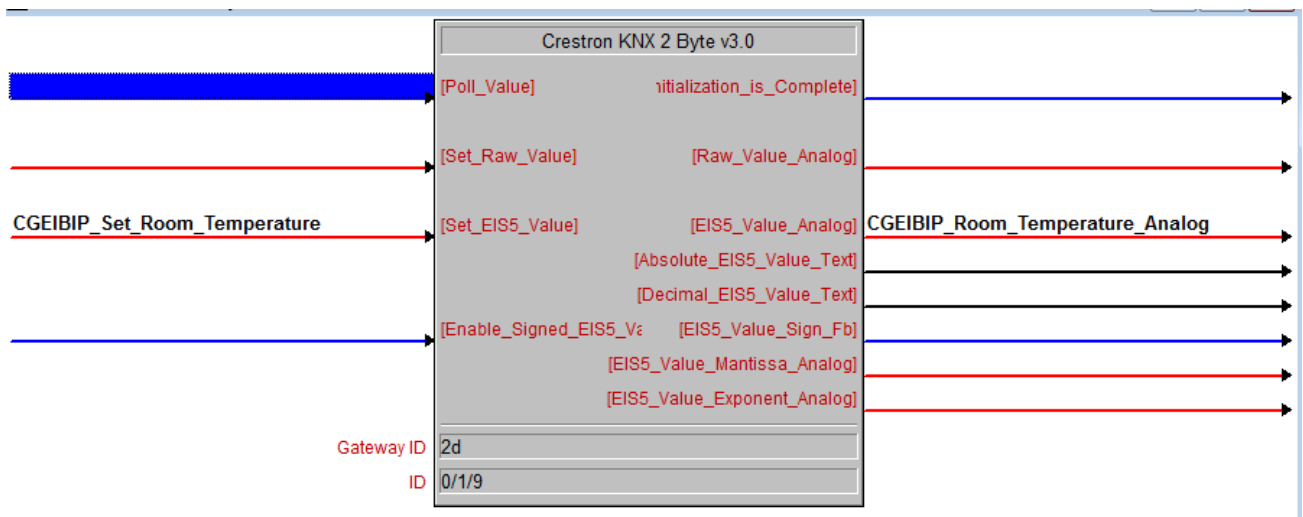 Crestron KNX 2 Byte v3.0
[Poll_Value] nitialization_is_Complete]
[Set_Raw_Value] [Raw_Value_Analog]
CGEIBIP_Set_Room_Temperature [Set_EIS5_Value] [EIS5_Value_Analog] CGEIBIP_Room_Temperature_Analog
[Absolute_EIS5_Value_Text]
[Decimal_EIS5_Value_Text]
[Enable_Signed_EIS5_Va [EIS5_Value_Sign_Fb]
[EIS5_Value_Mantissa_Analog]
[EIS5_Value_Exponent_Analog]
Gateway ID 2d
ID 0/1/9